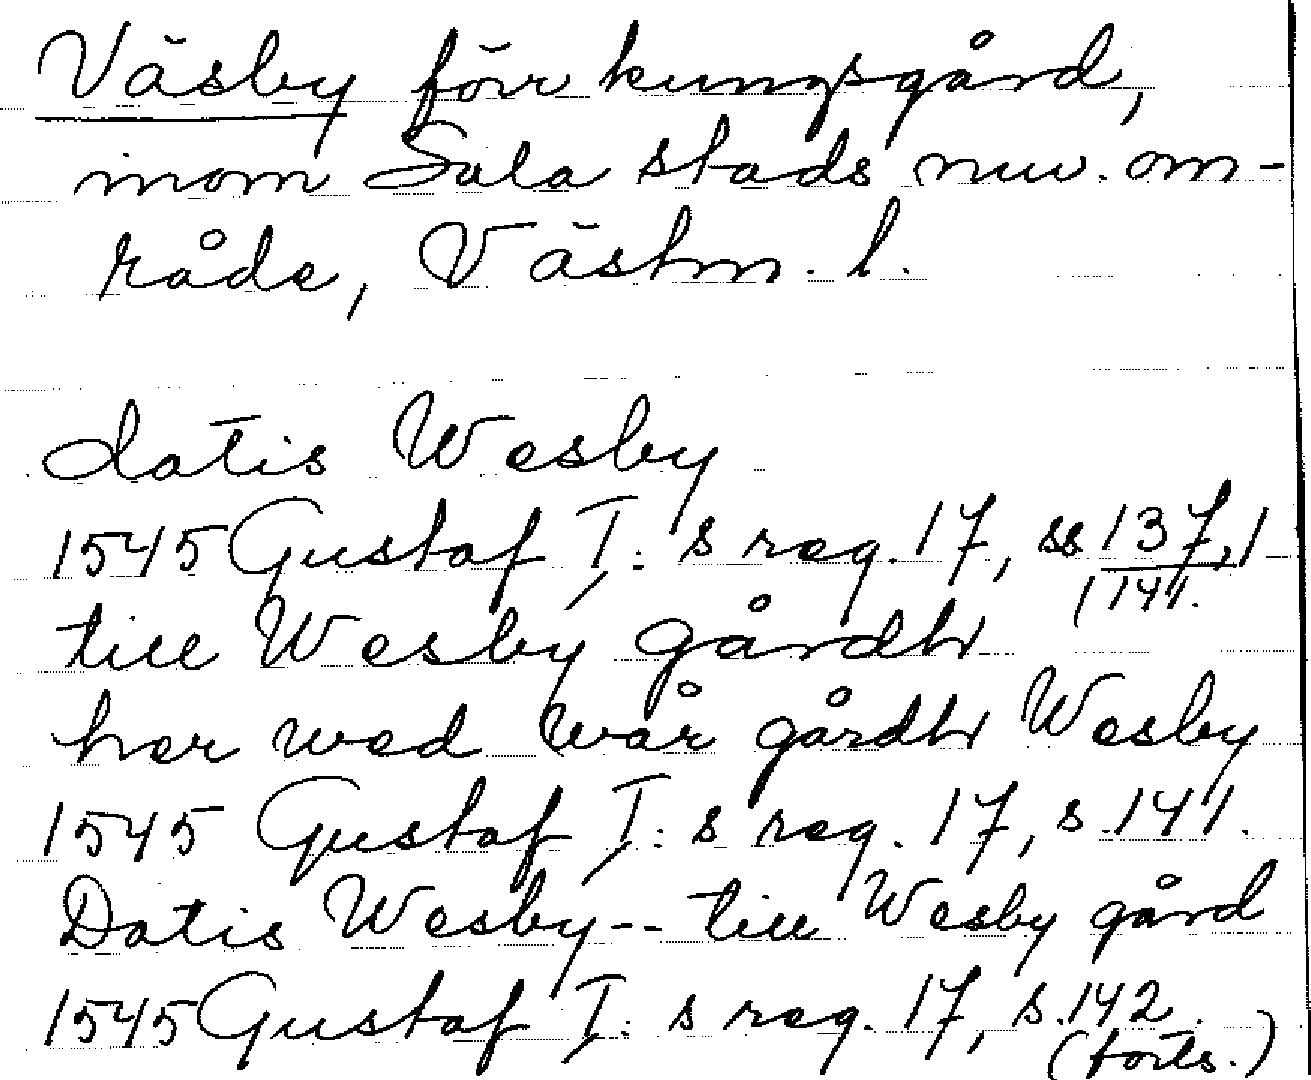 Väsby förr kungsgård,
inom Sala stads nuv. om-
råde, Västm. l.
datis Wesby
1545 Gustaf I:s reg. 17, ss 137, 1
(141.
till Wesby gårdh
her wed wår gårdh Wesby
1545 Gustaf I:s reg. 17, s. 141.
Datis Wesby -- till Wesby gård
1545 Gustaf I:s reg. 17, s. 142.
(forts.)